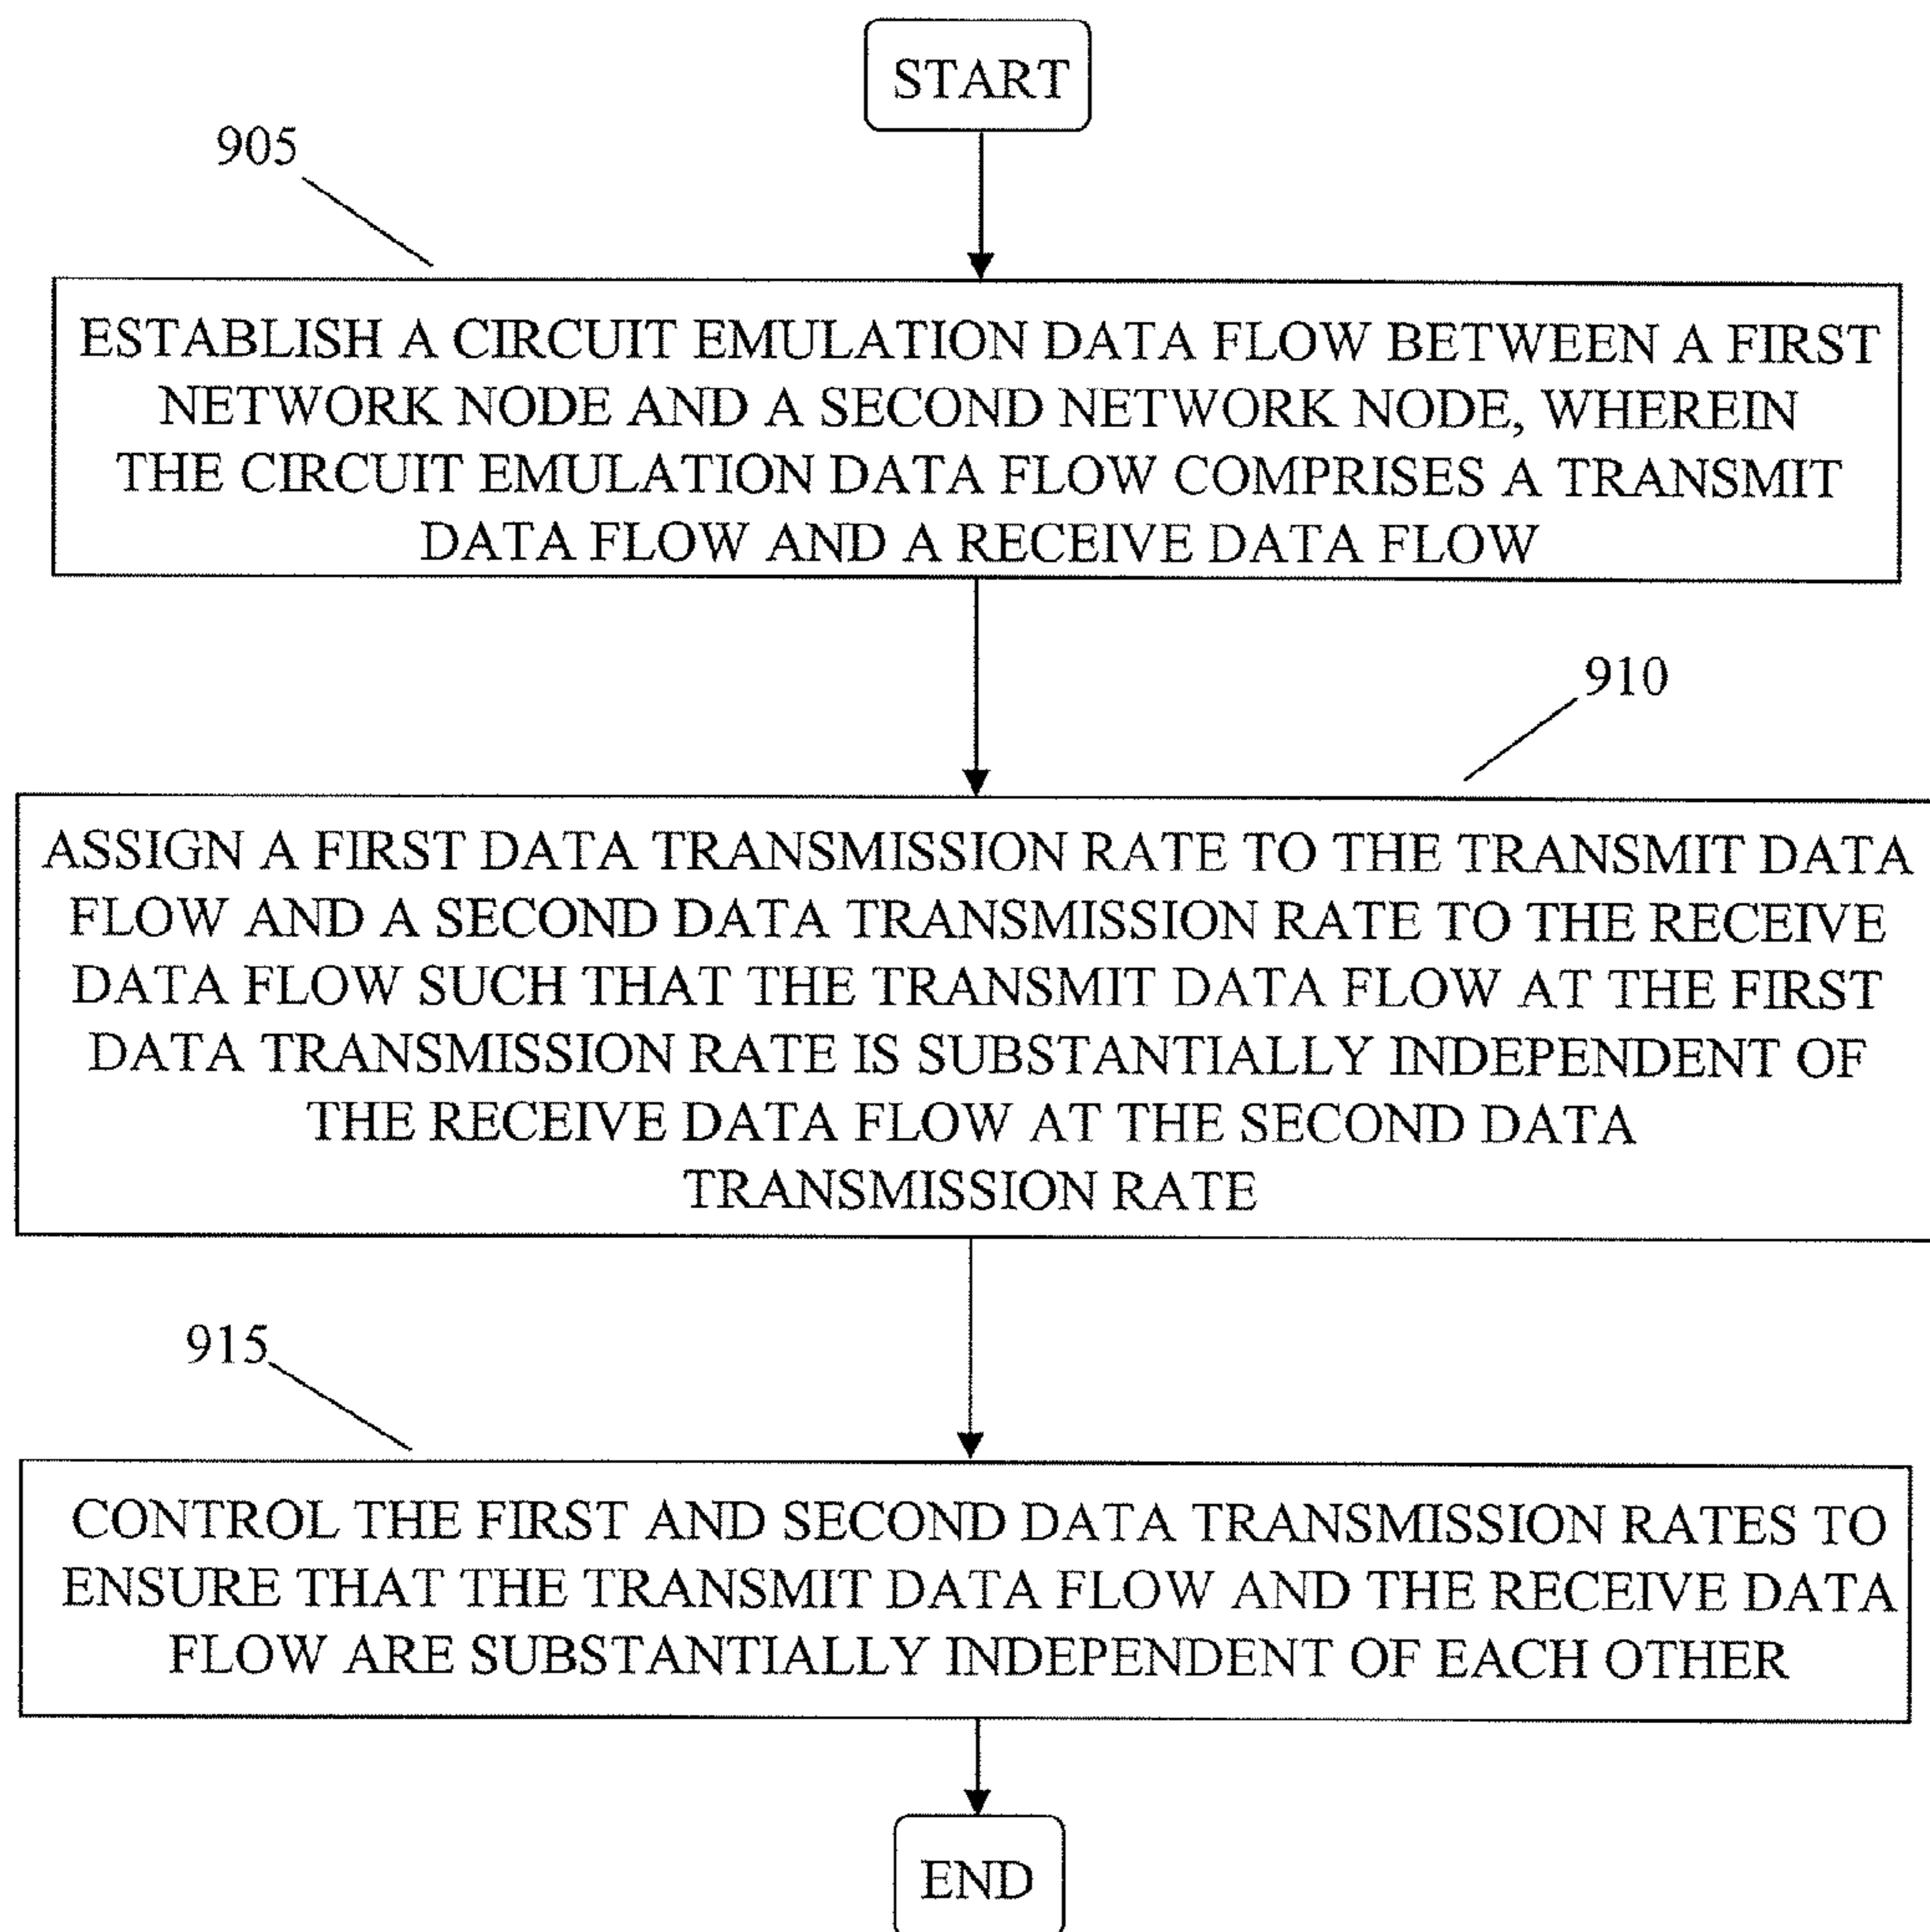 START
905
ESTABLISH A CIRCUIT EMULATION DATA FLOW BETWEEN A FIRST
NETWORK NODE AND A SECOND NETWORK NODE, WHEREIN
THE CIRCUIT EMULATION DATA FLOW COMPRISES A TRANSMIT
DATA FLOW AND A RECEIVE DATA FLOW
910
ASSIGN A FIRST DATA TRANSMISSION RATE TO THE TRANSMIT DATA
FLOW AND A SECOND DATA TRANSMISSION RATE TO THE RECEIVE
DATA FLOW SUCH THAT THE TRANSMIT DATA FLOW AT THE FIRST
DATA TRANSMISSION RATE IS SUBSTANTIALLY INDEPENDENT OF
THE RECEIVE DATA FLOW AT THE SECOND DATA
TRANSMISSION RATE
915
CONTROL THE FIRST AND SECOND DATA TRANSMISSION RATES TO
ENSURE THAT THE TRANSMIT DATA FLOW AND THE RECEIVE DATA
FLOW ARE SUBSTANTIALLY INDEPENDENT OF EACH OTHER
END